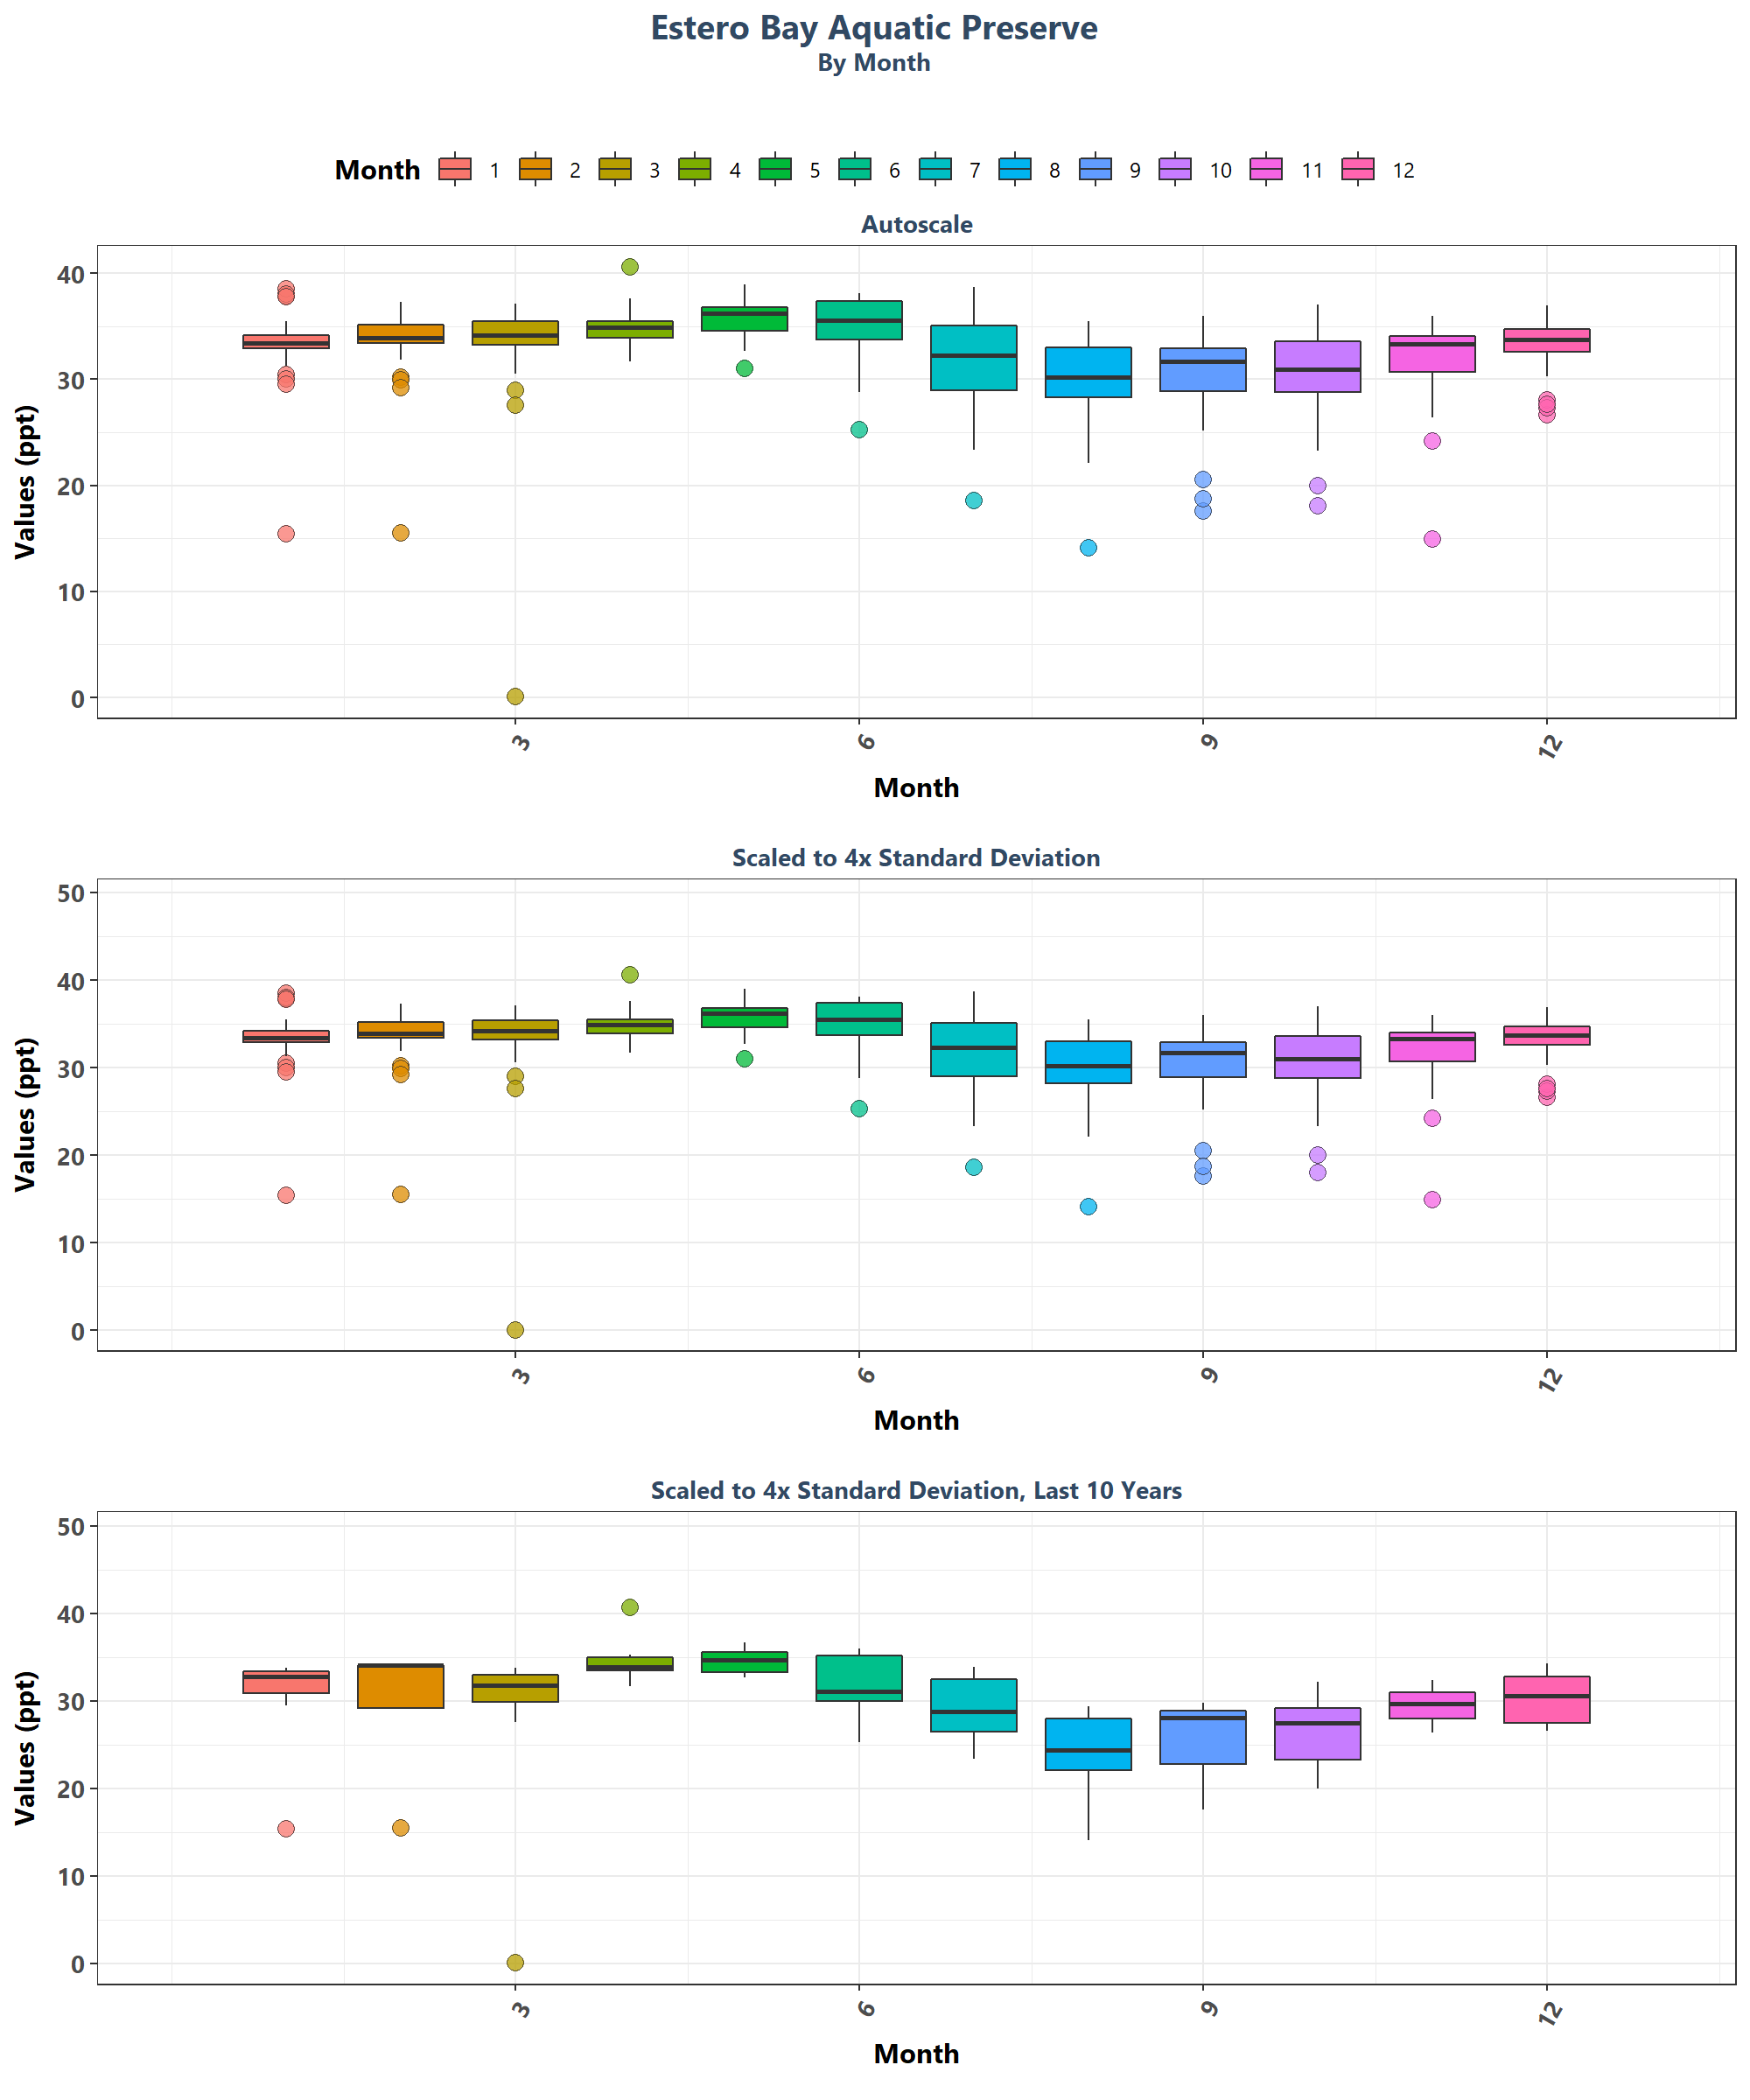 Estero Bay Aquatic Preserve
By Month
Month 1 2 3 4 5 6 7 8 9 10 11 12
Autoscale
Values (ppt)
40
30
20
10
0
3 6 9 12
Month
Scaled to 4x Standard Deviation
Values (ppt)
50
40
30
20
10
0
3 6 9 12
Month
Scaled to 4x Standard Deviation, Last 10 Years
Values (ppt)
50
40
30
20
10
0
3 6 9 12
Month